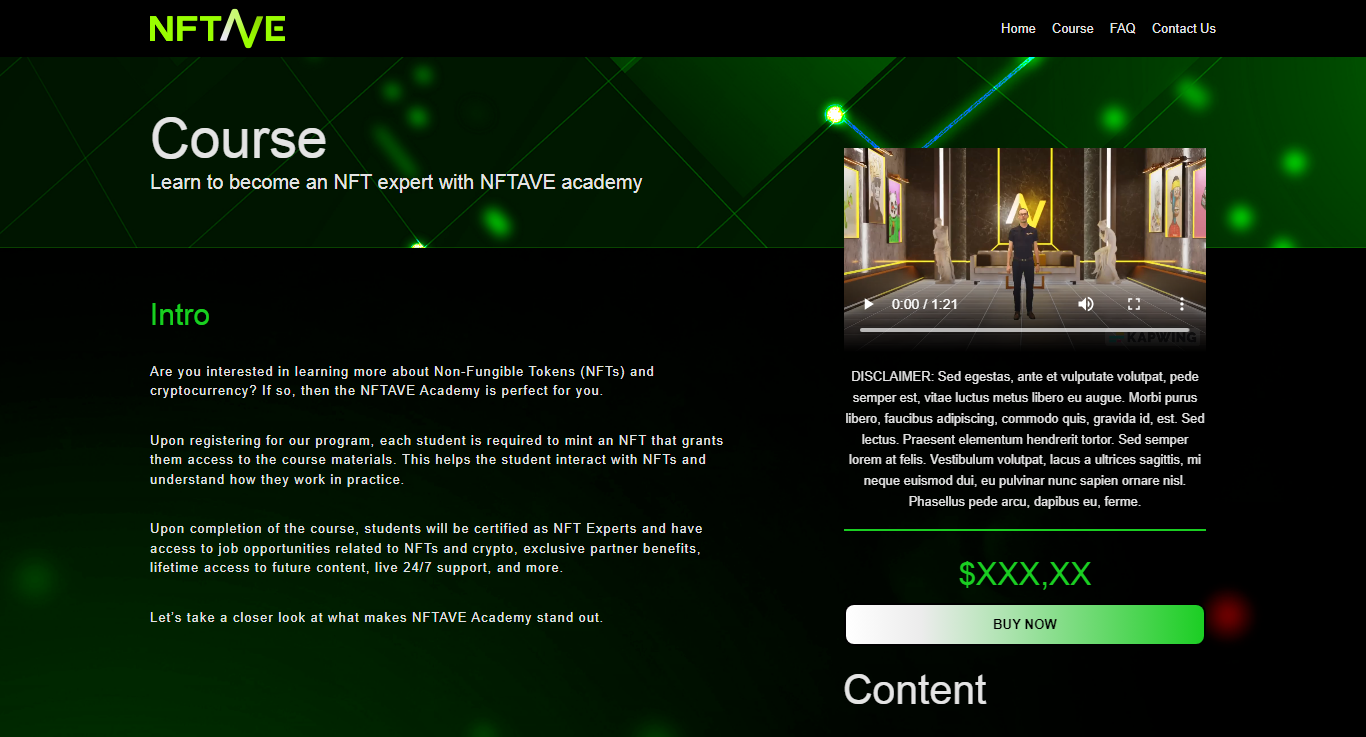 NFTAVE
Home Course FAQ Contact Us
Course
Learn to become an NFT expert with NFTAVE academy
Intro
Are you interested in learning more about Non-Fungible Tokens (NFTs) and
cryptocurrency? If so, then the NFTAVE Academy is perfect for you.
Upon registering for our program, each student is required to mint an NFT that grants
them access to the course materials. This helps the student interact with NFTs and
understand how they work in practice.
Upon completion of the course, students will be certified as NFT Experts and have
access to job opportunities related to NFTs and crypto, exclusive partner benefits,
lifetime access to future content, live 24/7 support, and more.
Let’s take a closer look at what makes NFTAVE Academy stand out.
0:00 / 1:21
KAPWING
DISCLAIMER: Sed egestas, ante et vulputate volutpat, pede
semper est, vitae luctus metus libero eu augue. Morbi purus
libero, faucibus adipiscing, commodo quis, gravida id, est. Sed
lectus. Praesent elementum hendrerit tortor. Sed semper
lorem at felis. Vestibulum volutpat, lacus a ultrices sagittis, mi
neque euismod dui, eu pulvinar nunc sapien ornare nisl.
Phasellus pede arcu, dapibus eu, ferme.
$XXX,XX
BUY NOW
Content